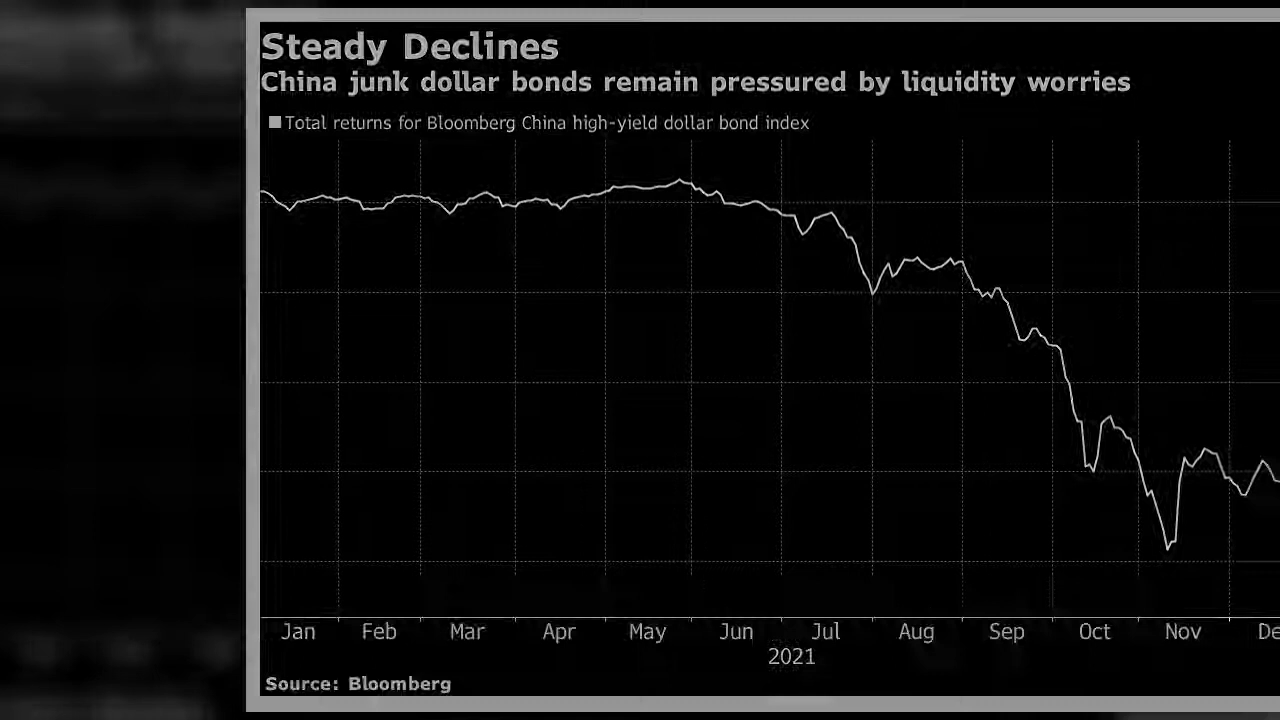 Steady Declines
China junk dollar bonds remain pressured by liquidity worries
Total returns for Bloomberg China high-yield dollar bond index
Jan Feb Mar Apr May Jun Jul Aug Sep Oct Nov De
2021
Source: Bloomberg